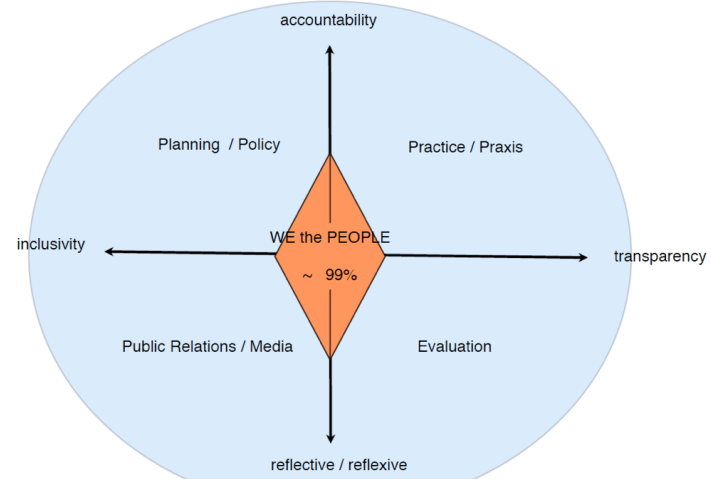 accountability
Planning / Policy
Practice / Praxis
WE the PEOPLE
inclusivity
transparency
~ 99%
Public Relations / Media
Evaluation
reflective / reflexive